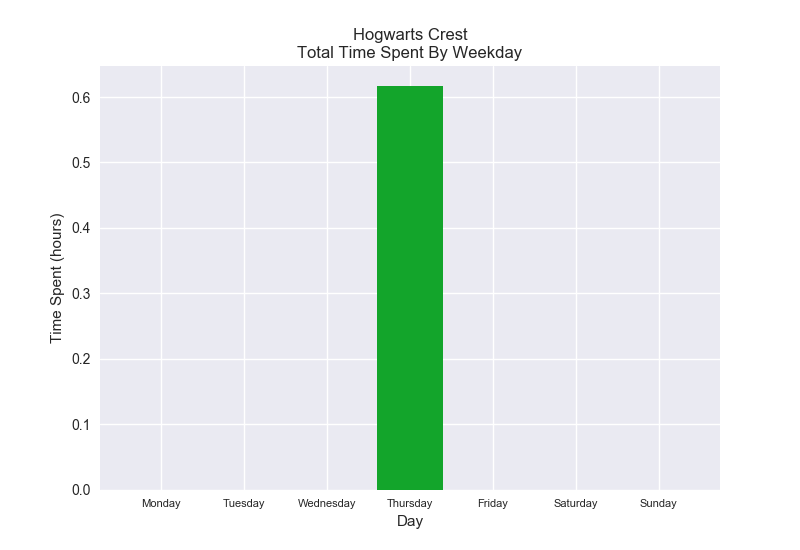 Hogwarts Crest
Total Time Spent By Weekday
Time Spent (hours)
0.6
0.5
0.4
0.3
0.2
0.1
0.0
Monday Tuesday Wednesday Thursday Friday Saturday Sunday
Day